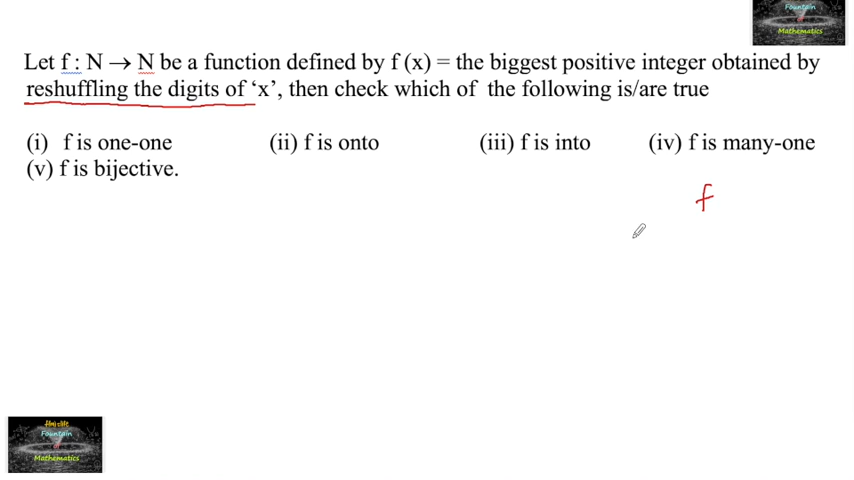 Fountain
Mathematics
Let f : N → N be a function defined by f (x) = the biggest positive integer obtained by
reshuffling the digits of ‘x’, then check which of the following is/are true
(i) f is one-one (ii) f is onto (iii) f is into (iv) f is many-one
(v) f is bijective.
f
Fountain
Mathematics